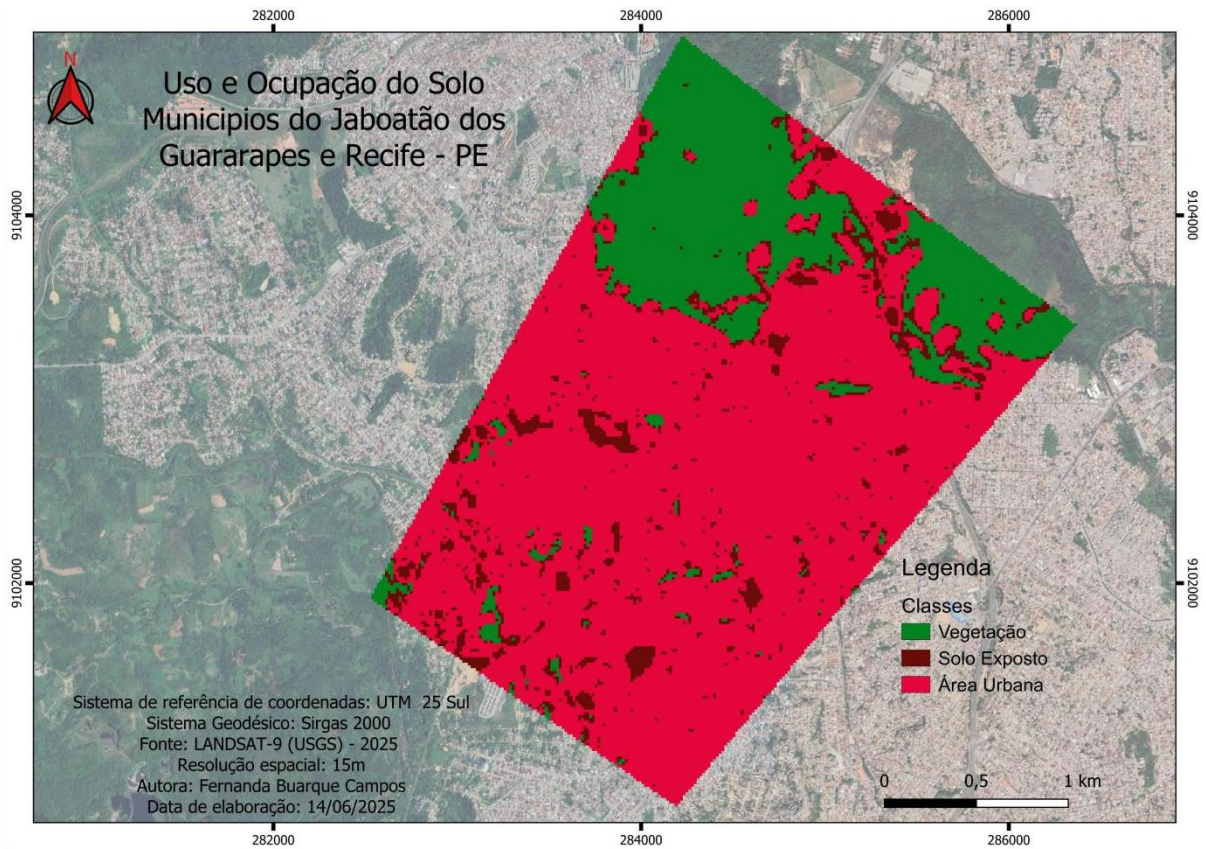 282000
284000
286000
N
Uso e Ocupação do Solo
Municipios do Jaboatão dos
Guararapes e Recife - PE
9104000
9104000
9102000
9102000
Legenda
Classes
Vegetação
Solo Exposto
Área Urbana
Sistema de referência de coordenadas: UTM 25 Sul
Sistema Geodésico: Sirgas 2000
Fonte: LANDSAT-9 (USGS) - 2025
Resolução espacial: 15m
Autora: Fernanda Buarque Campos
Data de elaboração: 14/06/2025
0 0,5 1 km
282000
284000
286000